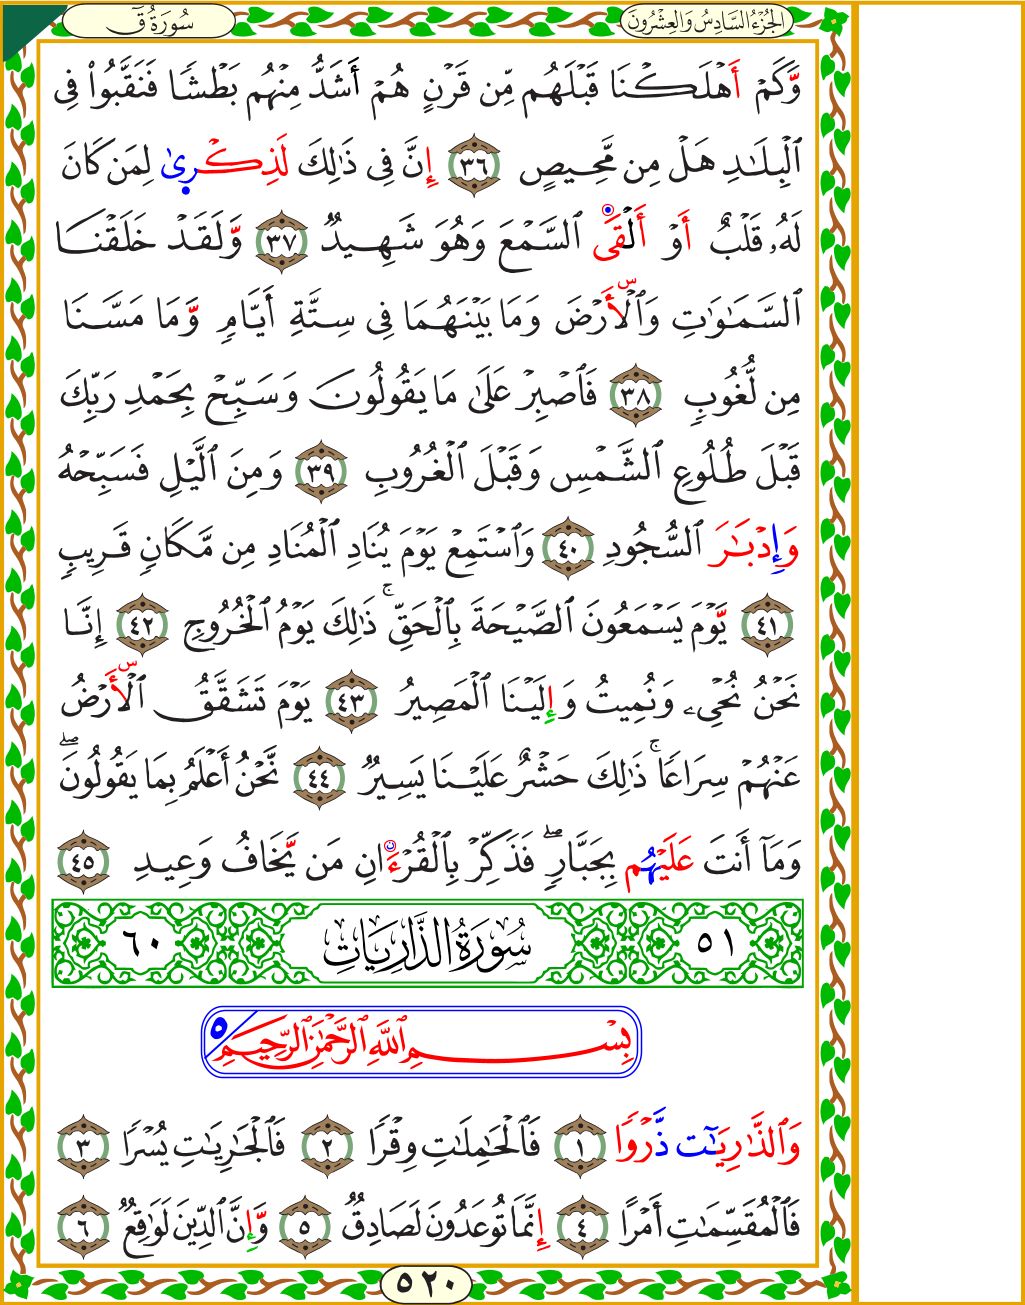 الجُزْءُ السَّادِسُ وَالعِشْرُونَ
سُورَةُ قٓ
وَّكَمْ أَهْلَكْنَا قَبْلَهُم مِّن قَرْنٍ هُمْ أَشَدُّ مِنْهُم بَطْشًا فَنَقَّبُوا۟ فِى
ٱلْبِلَـٰدِ هَلْ مِن مَّحِيصٍ ٣٦ إِنَّ فِى ذَٰلِكَ لَذِكْرِىٰ لِمَن كَانَ
لَهُۥ قَلْبٌ أَوْ أَلْقَى ٱلسَّمْعَ وَهُوَ شَهِيدٌ ٣٧ وَّلَقَدْ خَلَقْنَا
ٱلسَّمَـٰوَٰتِ وَٱلْأَرْضَ وَمَا بَيْنَهُمَا فِى سِتَّةِ أَيَّامٍ وَّمَا مَسَّنَا
مِن لُّغُوبٍ ٣٨ فَٱصْبِرْ عَلَىٰ مَا يَقُولُونَ وَسَبِّحْ بِحَمْدِ رَبِّكَ
قَبْلَ طُلُوعِ ٱلشَّمْسِ وَقَبْلَ ٱلْغُرُوبِ ٣٩ وَمِنَ ٱلَّيْلِ فَسَبِّحْهُ
وَإِدْبَـٰرَ ٱلسُّجُودِ ٤٠ وَٱسْتَمِعْ يَوْمَ يُنَادِ ٱلْمُنَادِ مِن مَّكَانٍ قَرِيبٍ
٤١ يَّوْمَ يَسْمَعُونَ ٱلصَّيْحَةَ بِٱلْحَقِّ ۚ ذَٰلِكَ يَوْمُ ٱلْخُرُوجِ ٤٢ إِنَّا
نَحْنُ نُحْىِۦ وَنُمِيتُ وَإِلَيْنَا ٱلْمَصِيرُ ٤٣ يَوْمَ تَشَقَّقُ ٱلْأَرْضُ
عَنْهُمْ سِرَاعًا ۚ ذَٰلِكَ حَشْرٌ عَلَيْنَا يَسِيرٌ ٤٤ نَّحْنُ أَعْلَمُ بِمَا يَقُولُونَ ۖ
وَمَآ أَنتَ عَلَيْهُم بِجَبَّارٍ ۖ فَذَكِّرْ بِٱلْقُرْءَانِ مَن يَّخَافُ وَعِيدِ ٤٥
٥١ سُورَةُ الذَّارِيَاتِ ٦٠
بِسْمِ ٱللَّهِ ٱلرَّحْمَـٰنِ ٱلرَّحِيمِ ٥
وَٱلذَّٰرِيَـٰٓت ذَّرْوًا ١ فَٱلْحَـٰمِلَـٰتِ وِقْرًا ٢ فَٱلْجَـٰرِيَـٰتِ يُسْرًا ٣
فَٱلْمُقَسِّمَـٰتِ أَمْرًا ٤ إِنَّمَا تُوعَدُونَ لَصَادِقٌ ٥ وَّإِنَّ ٱلدِّينَ لَوَٰقِعٌ ٦
٥٢٠